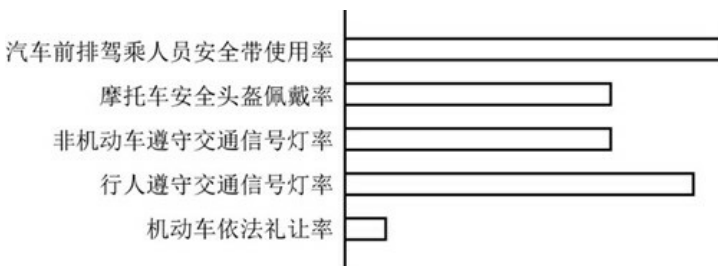 汽车前排驾乘人员安全带使用率
摩托车安全头盔佩戴率
非机动车遵守交通信号灯率
行人遵守交通信号灯率
机动车依法礼让率